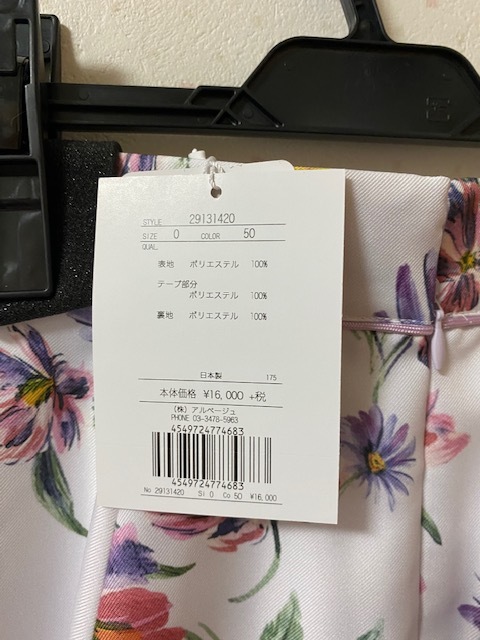 STYLE 29131420
SIZE 0 COLOR 50
QUAL
表地 ポリエステル 100%
テープ部分
ポリエステル 100%
裏地 ポリエステル 100%
日本製 175
本体価格 ¥16,000 +税
(株) アルページュ
PHONE 03-3478-5963
4549724774683
4549724774683
No 29131420 SI 0 Co 50 ¥16,000